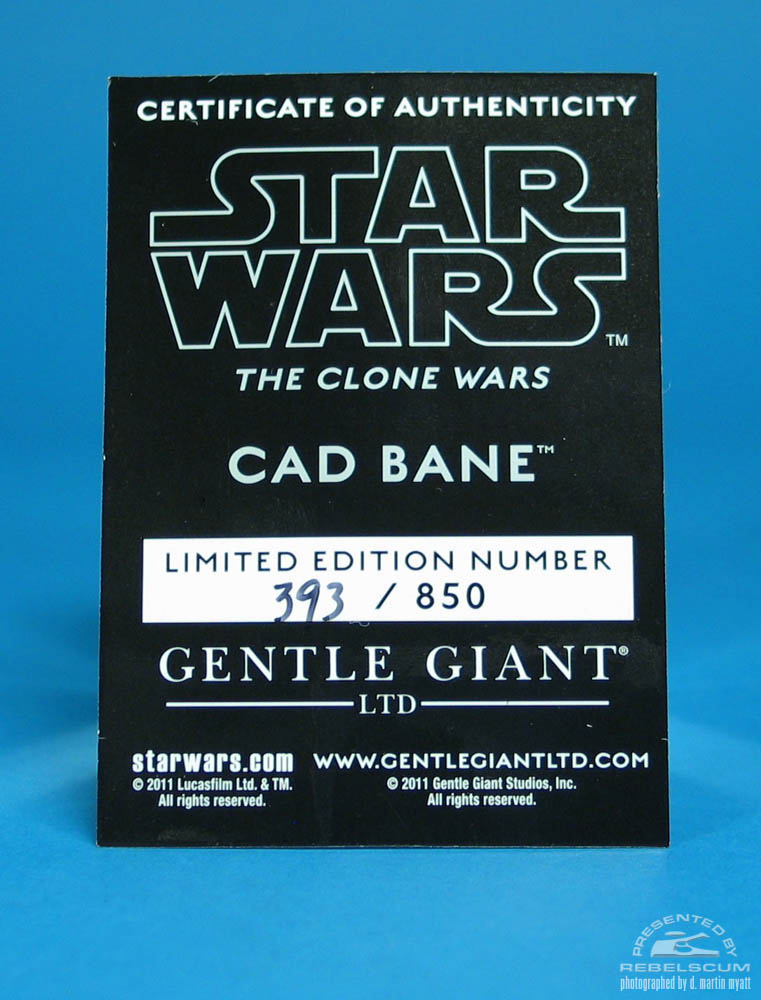 CERTIFICATE OF AUTHENTICITY
STAR
WARS™
THE CLONE WARS
CAD BANE™
LIMITED EDITION NUMBER
393 / 850
GENTLE GIANT®
LTD
starwars.com WWW.GENTLEGIANTLTD.COM
© 2011 Lucasfilm Ltd. & TM. © 2011 Gentle Giant Studios, Inc.
All rights reserved. All rights reserved.
PRESENTED BY
REBELSCUM
photographed by d. martin myatt